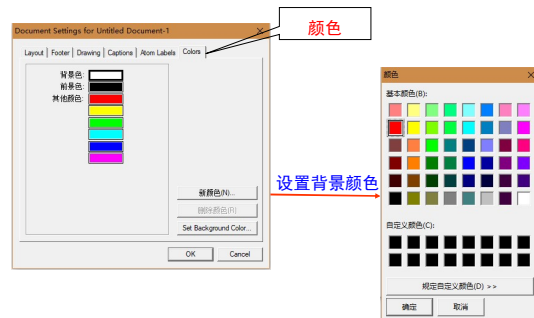 颜色
Document Settings for Untitled Document-1
Layout Footer Drawing Captions Atom Labels Colors
背景色:
前景色:
其他颜色:
新颜色(N)...
删除颜色(R)
Set Background Color...
OK Cancel
设置背景颜色
颜色
基本颜色(B):
自定义颜色(C):
规定自定义颜色(D) >>
确定 取消